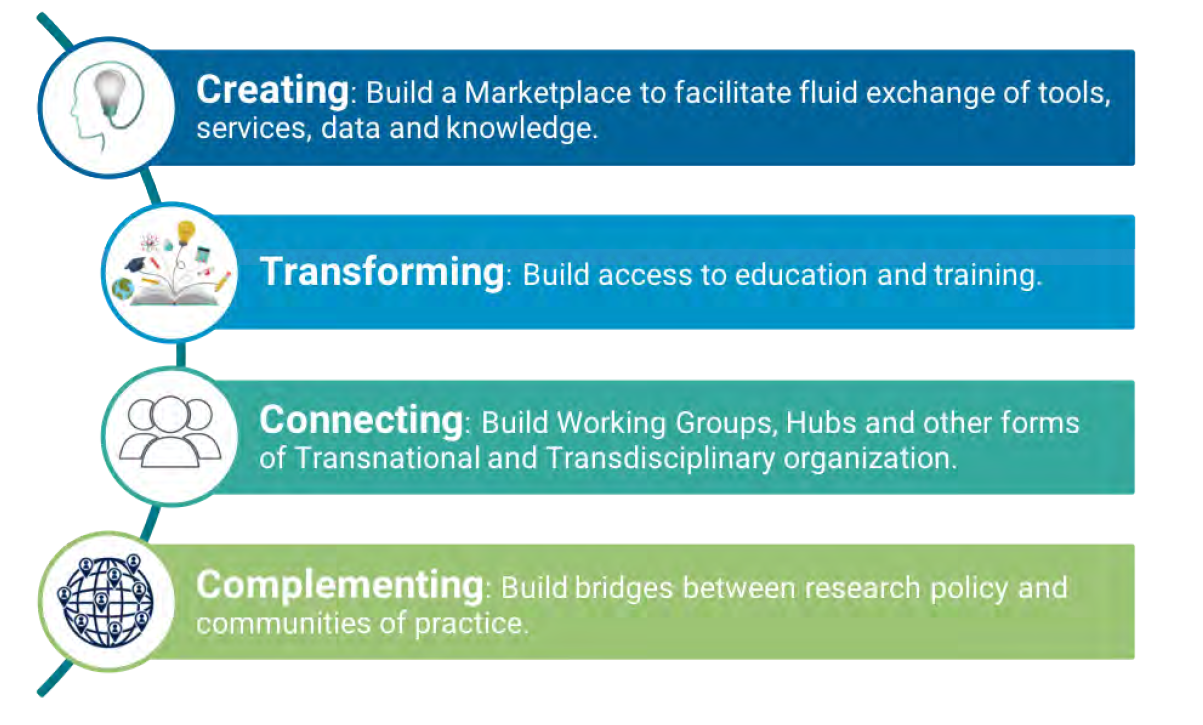 Creating: Build a Marketplace to facilitate fluid exchange of tools,
services, data and knowledge.
Transforming: Build access to education and training.
Connecting: Build Working Groups, Hubs and other forms
of Transnational and Transdisciplinary organization.
Complementing: Build bridges between research policy and
communities of practice.